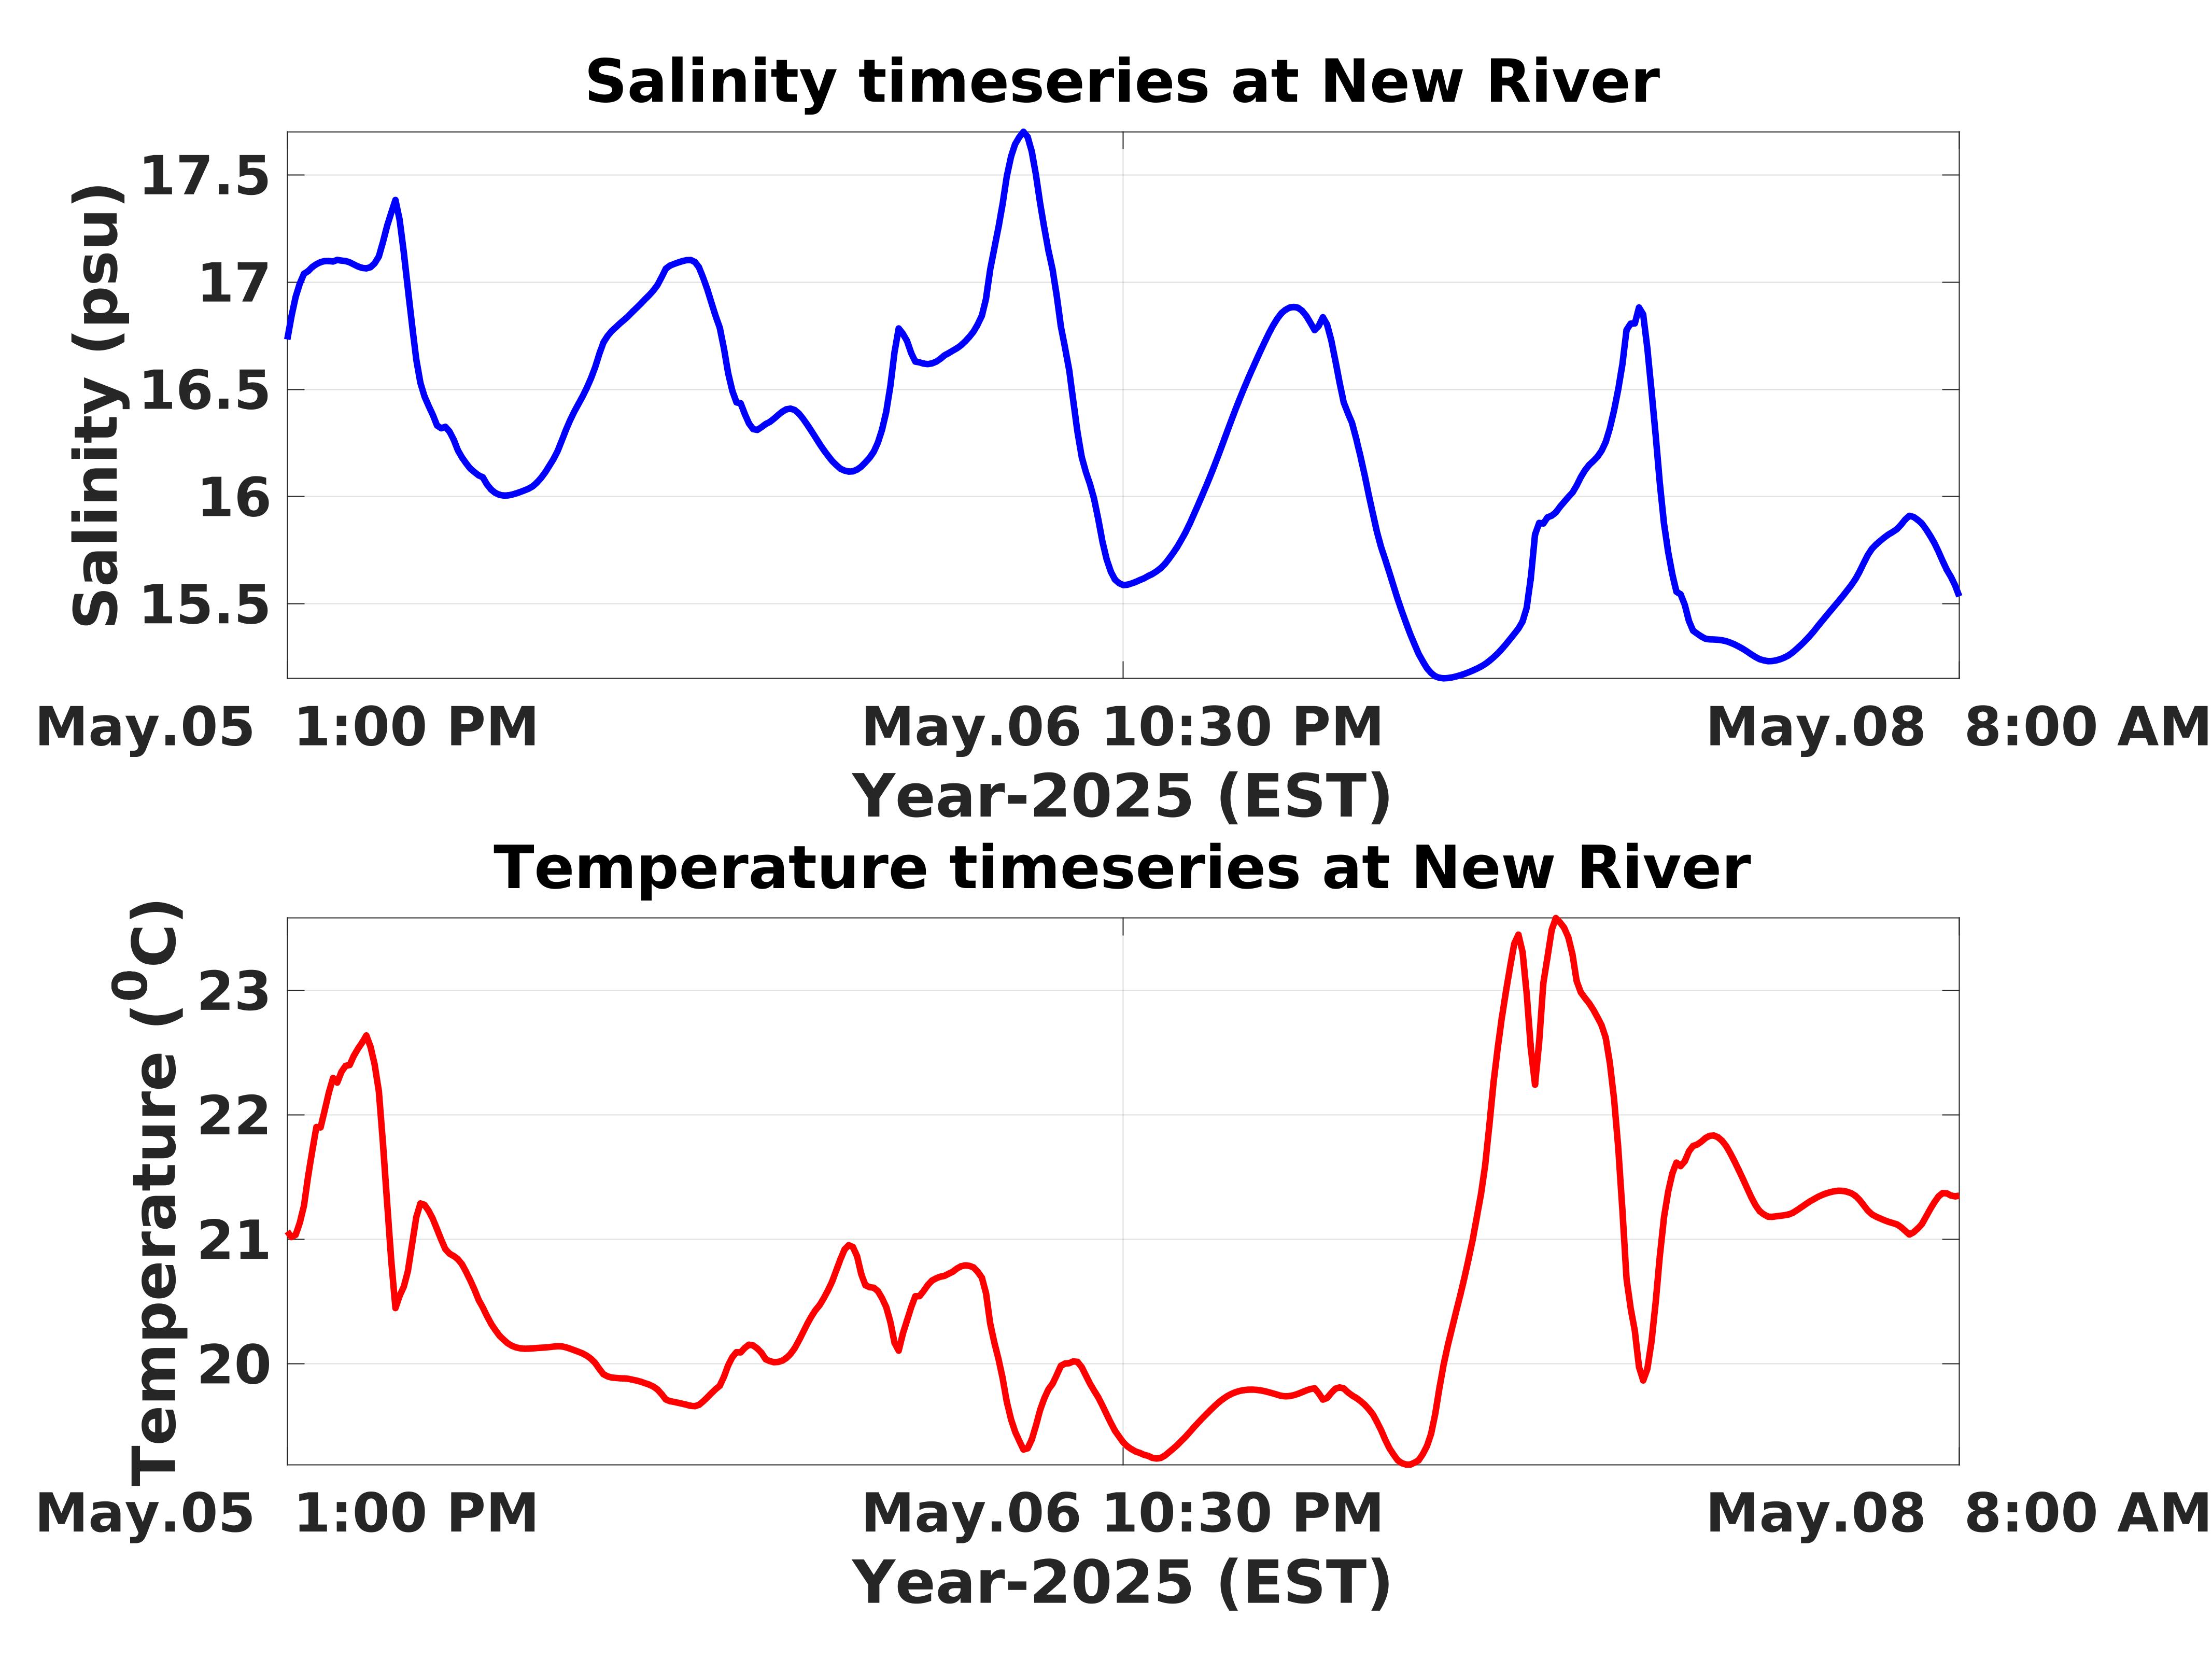 Salinity timeseries at New River
Salinity (psu)
17.5
17
16.5
16
15.5
May.05  1:00 PM
May.06 10:30 PM
May.08  8:00 AM
Year-2025 (EST)
Temperature timeseries at New River
Temperature (⁰C)
23
22
21
20
May.05  1:00 PM
May.06 10:30 PM
May.08  8:00 AM
Year-2025 (EST)